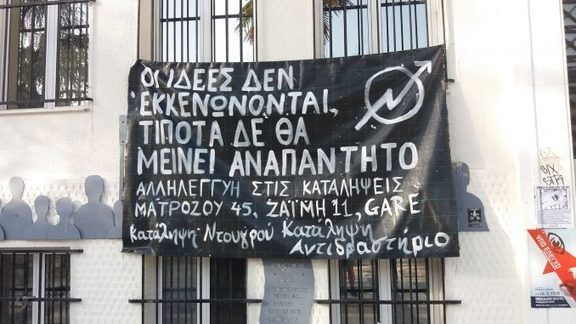 ΟΙ ΙΔΕΕΣ ΔΕΝ
ΕΚΚΕΝΩΝΟΝΤΑΙ,
ΤΙΠΟΤΑ ΔΕ ΘΑ
ΜΕΙΝΕΙ ΑΝΑΠΑΝΤΗΤΟ
ΑΛΛΗΛΕΓΓΥΗ ΣΤΙΣ ΚΑΤΑΛΗΨΕΙΣ
ΜΑΤΡΟΖΟΥ 45, ΖΑΪΜΗ 11, GARE
Κατάληψη Ντουγρού Κατάληψη
Αντιδραστήριο